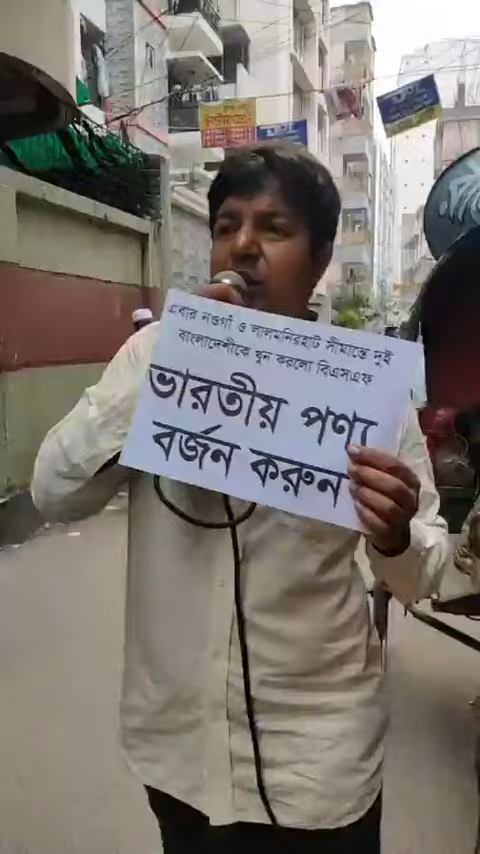 এবার নওগাঁ ও লালমনিরহাট সীমান্তে দুই
বাংলাদেশীকে খুন করলো বিএসএফ
ভারতীয় পণ্য
বর্জন করুন